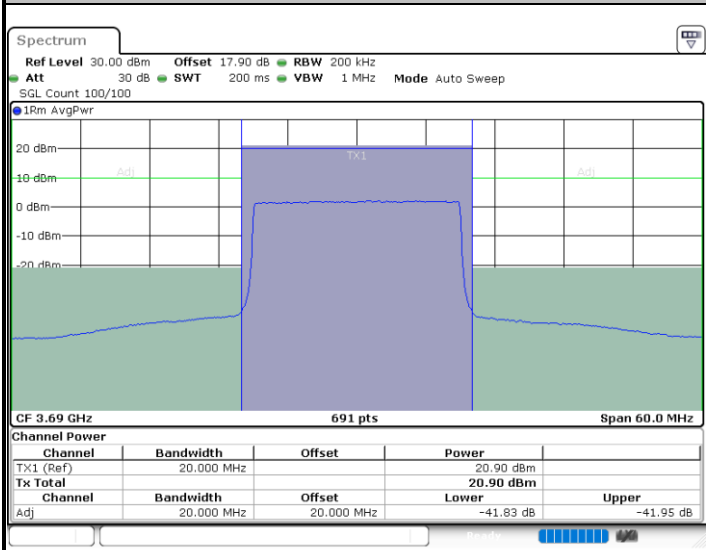 Spectrum
Ref Level 30.00 dBm Offset 17.90 dB RBW 200 kHz
Att 30 dB SWT 200 ms VBW 1 MHz Mode Auto Sweep
SGL Count 100/100
1Rm AvgPwr
20 dBm
TX1
Adj
Adj
10 dBm
0 dBm
-10 dBm
-20 dBm
CF 3.69 GHz 691 pts Span 60.0 MHz
Channel Power
Channel Bandwidth Offset Power
TX1 (Ref) 20.000 MHz 20.90 dBm
Tx Total 20.90 dBm
Channel Bandwidth Offset Lower Upper
Adj 20.000 MHz 20.000 MHz -41.83 dB -41.95 dB
Ready